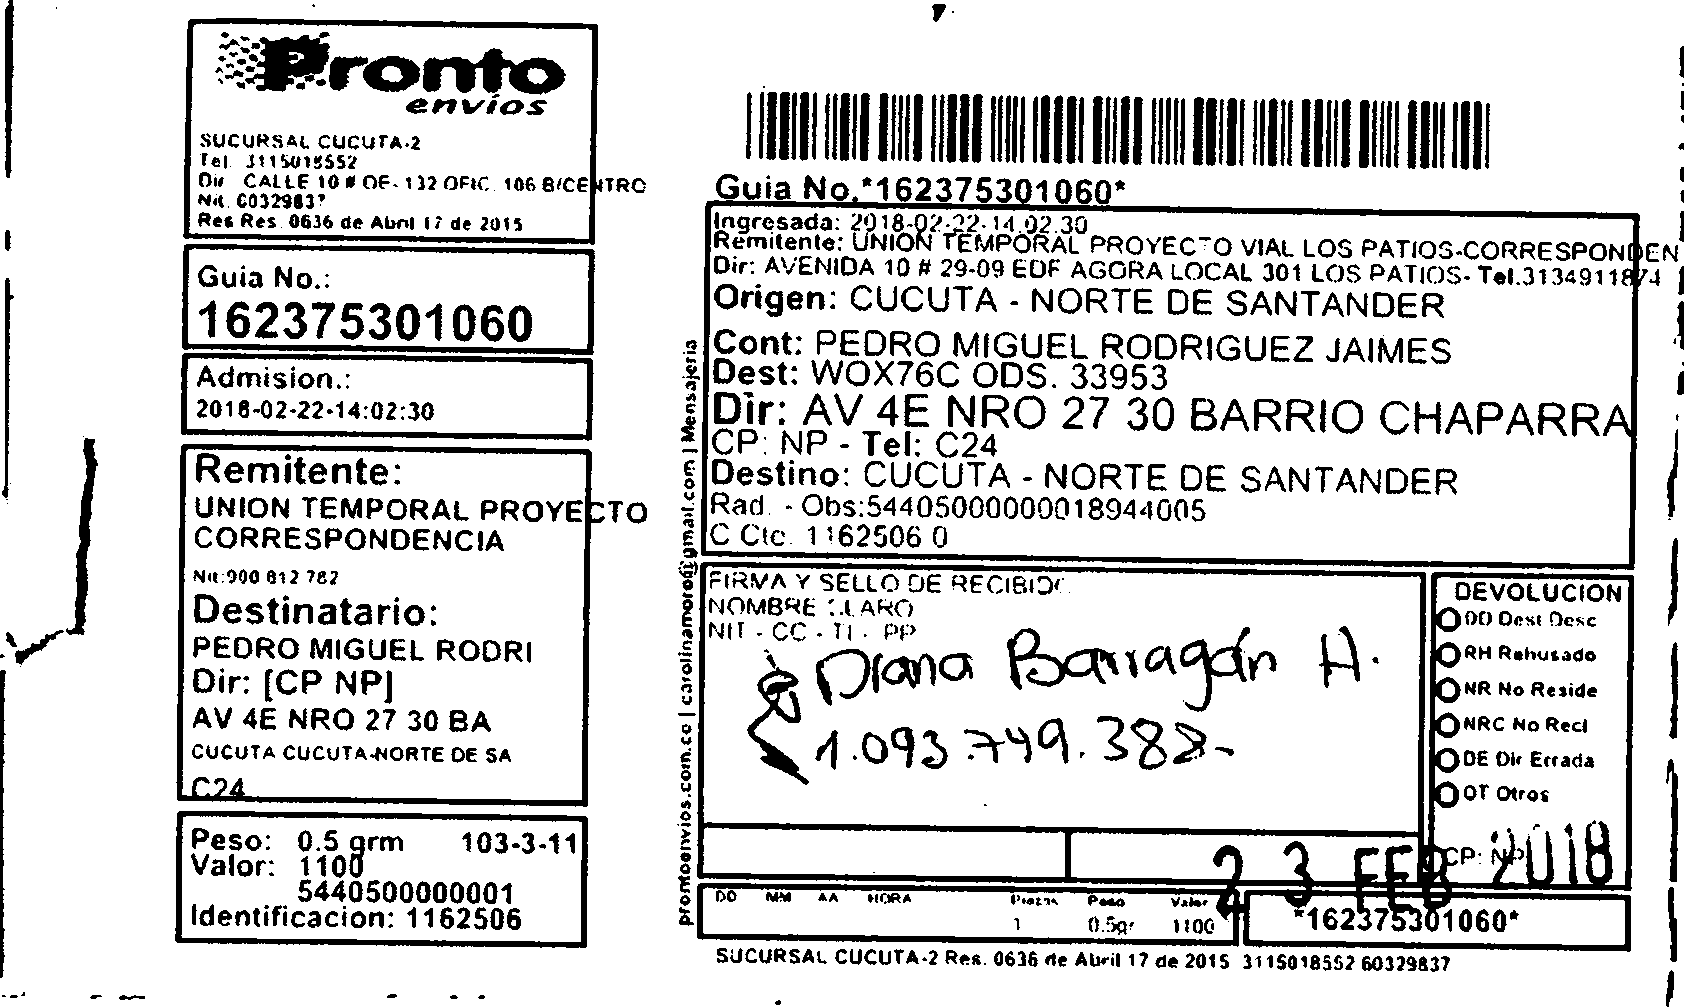 Pronto
envíos
SUCURSAL CUCUTA-2
Tel. 3115018552
Dir CALLE 10 # OE- 132 OFIC. 106 B/CENTRO
Nit. 60329837
Res Res. 0636 de Abril 17 de 2015
Guia No.:
162375301060
Admision.:
2018-02-22-14:02:30
Remitente:
UNION TEMPORAL PROYECTO
CORRESPONDENCIA
Nit:900 812 782
Destinatario:
PEDRO MIGUEL RODRI
Dir: [CP NP]
AV 4E NRO 27 30 BA
CUCUTA CUCUTA-NORTE DE SA
C24
Peso: 0.5 grm 103-3-11
Valor: 1100
5440500000001
Identificacion: 1162506
prontoenvios.com.co | carolinamoreo@gmail.com | Mensajeria
Guia No.*162375301060*
Ingresada: 2018-02-22-14.02.30
Remitente: UNION TEMPORAL PROYECTO VIAL LOS PATIOS-CORRESPONDEN
Dir: AVENIDA 10 # 29-09 EDF AGORA LOCAL 301 LOS PATIOS- Tel.3134911874
Origen: CUCUTA - NORTE DE SANTANDER
Cont: PEDRO MIGUEL RODRIGUEZ JAIMES
Dest: WOX76C ODS. 33953
Dir: AV 4E NRO 27 30 BARRIO CHAPARRA
CP: NP - Tel: C24
Destino: CUCUTA - NORTE DE SANTANDER
Rad. - Obs:54405000000018944005
C Ctc. 1162506 0
FIRMA Y SELLO DE RECIBIDO
NOMBRE CLARO
NIT - CC - TI - PP
Diana Barragán H.
1.093.749.388-
DEVOLUCION
DD Dest Desc
RH Rehusado
NR No Reside
NRC No Recl
DE Dir Errada
OT Otros
CP: NP
23 FEB 2018
DD MM AA HORA Piezas Peso Valor
1 0.5gr 1100
*162375301060*
SUCURSAL CUCUTA-2 Res. 0636 de Abril 17 de 2015 3115018552 60329837